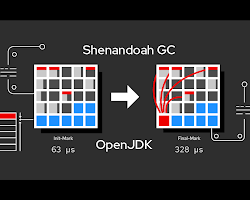 Shenandoah GC
Init-Mark
63 µs
Final-Mark
328 µs
OpenJDK